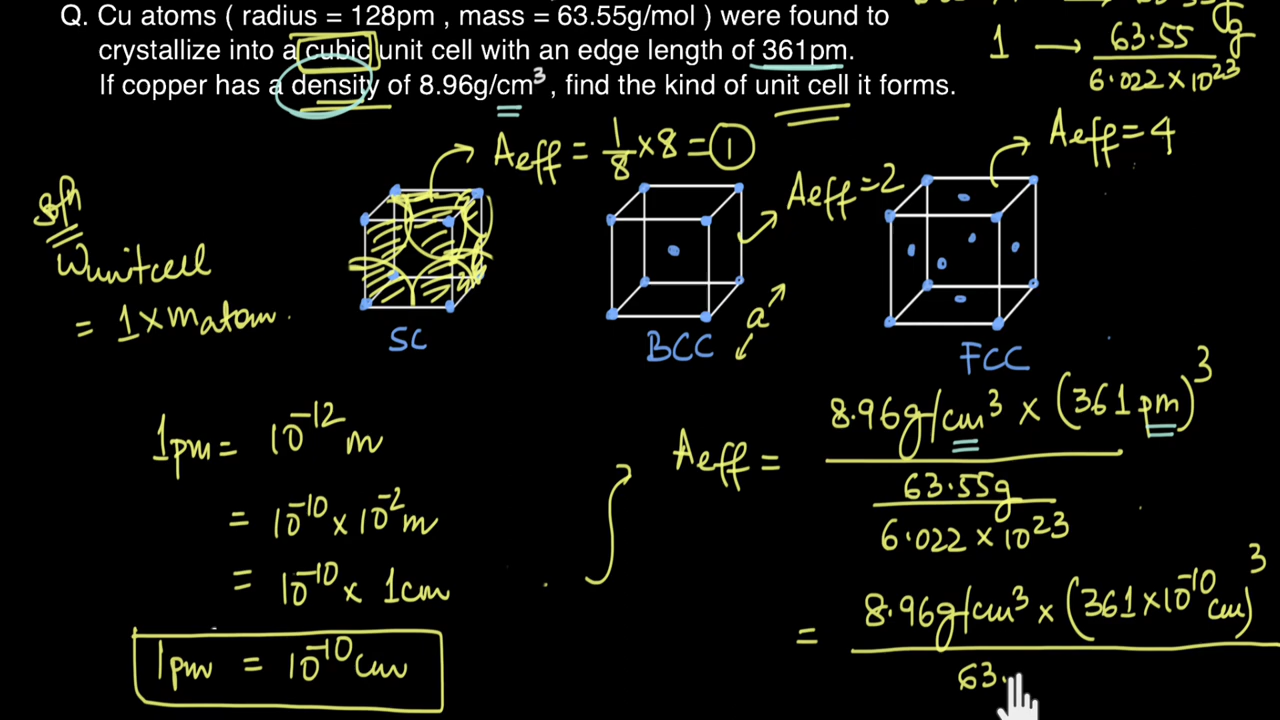 Q. Cu atoms ( radius = 128pm , mass = 63.55g/mol ) were found to
crystallize into a cubic unit cell with an edge length of 361pm.
If copper has a density of 8.96g/cm³ , find the kind of unit cell it forms.
1 → 63.55 g / 6.022 × 10²³
Aeff = 1/8 × 8 = 1
Aeff = 2
Aeff = 4
Sol
Wunitcell
= 1 × matom.
SC
BCC
a
FCC
1pm = 10⁻¹² m
= 10⁻¹⁰ × 10⁻² m
= 10⁻¹⁰ × 1cm
1pm = 10⁻¹⁰ cm
Aeff = 8.96g/cm³ × (361pm)³
63.55g
6.022 × 10²³
= 8.96g/cm³ × (361×10⁻¹⁰ cm)³
63.